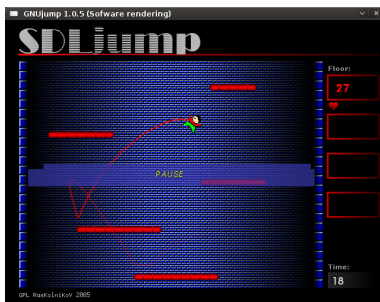 GNUjump 1.0.5 (Sofware rendering)
SDLjump
Floor:
27
PAUSE
Time:
18
GPL RaskolniKoV 2005